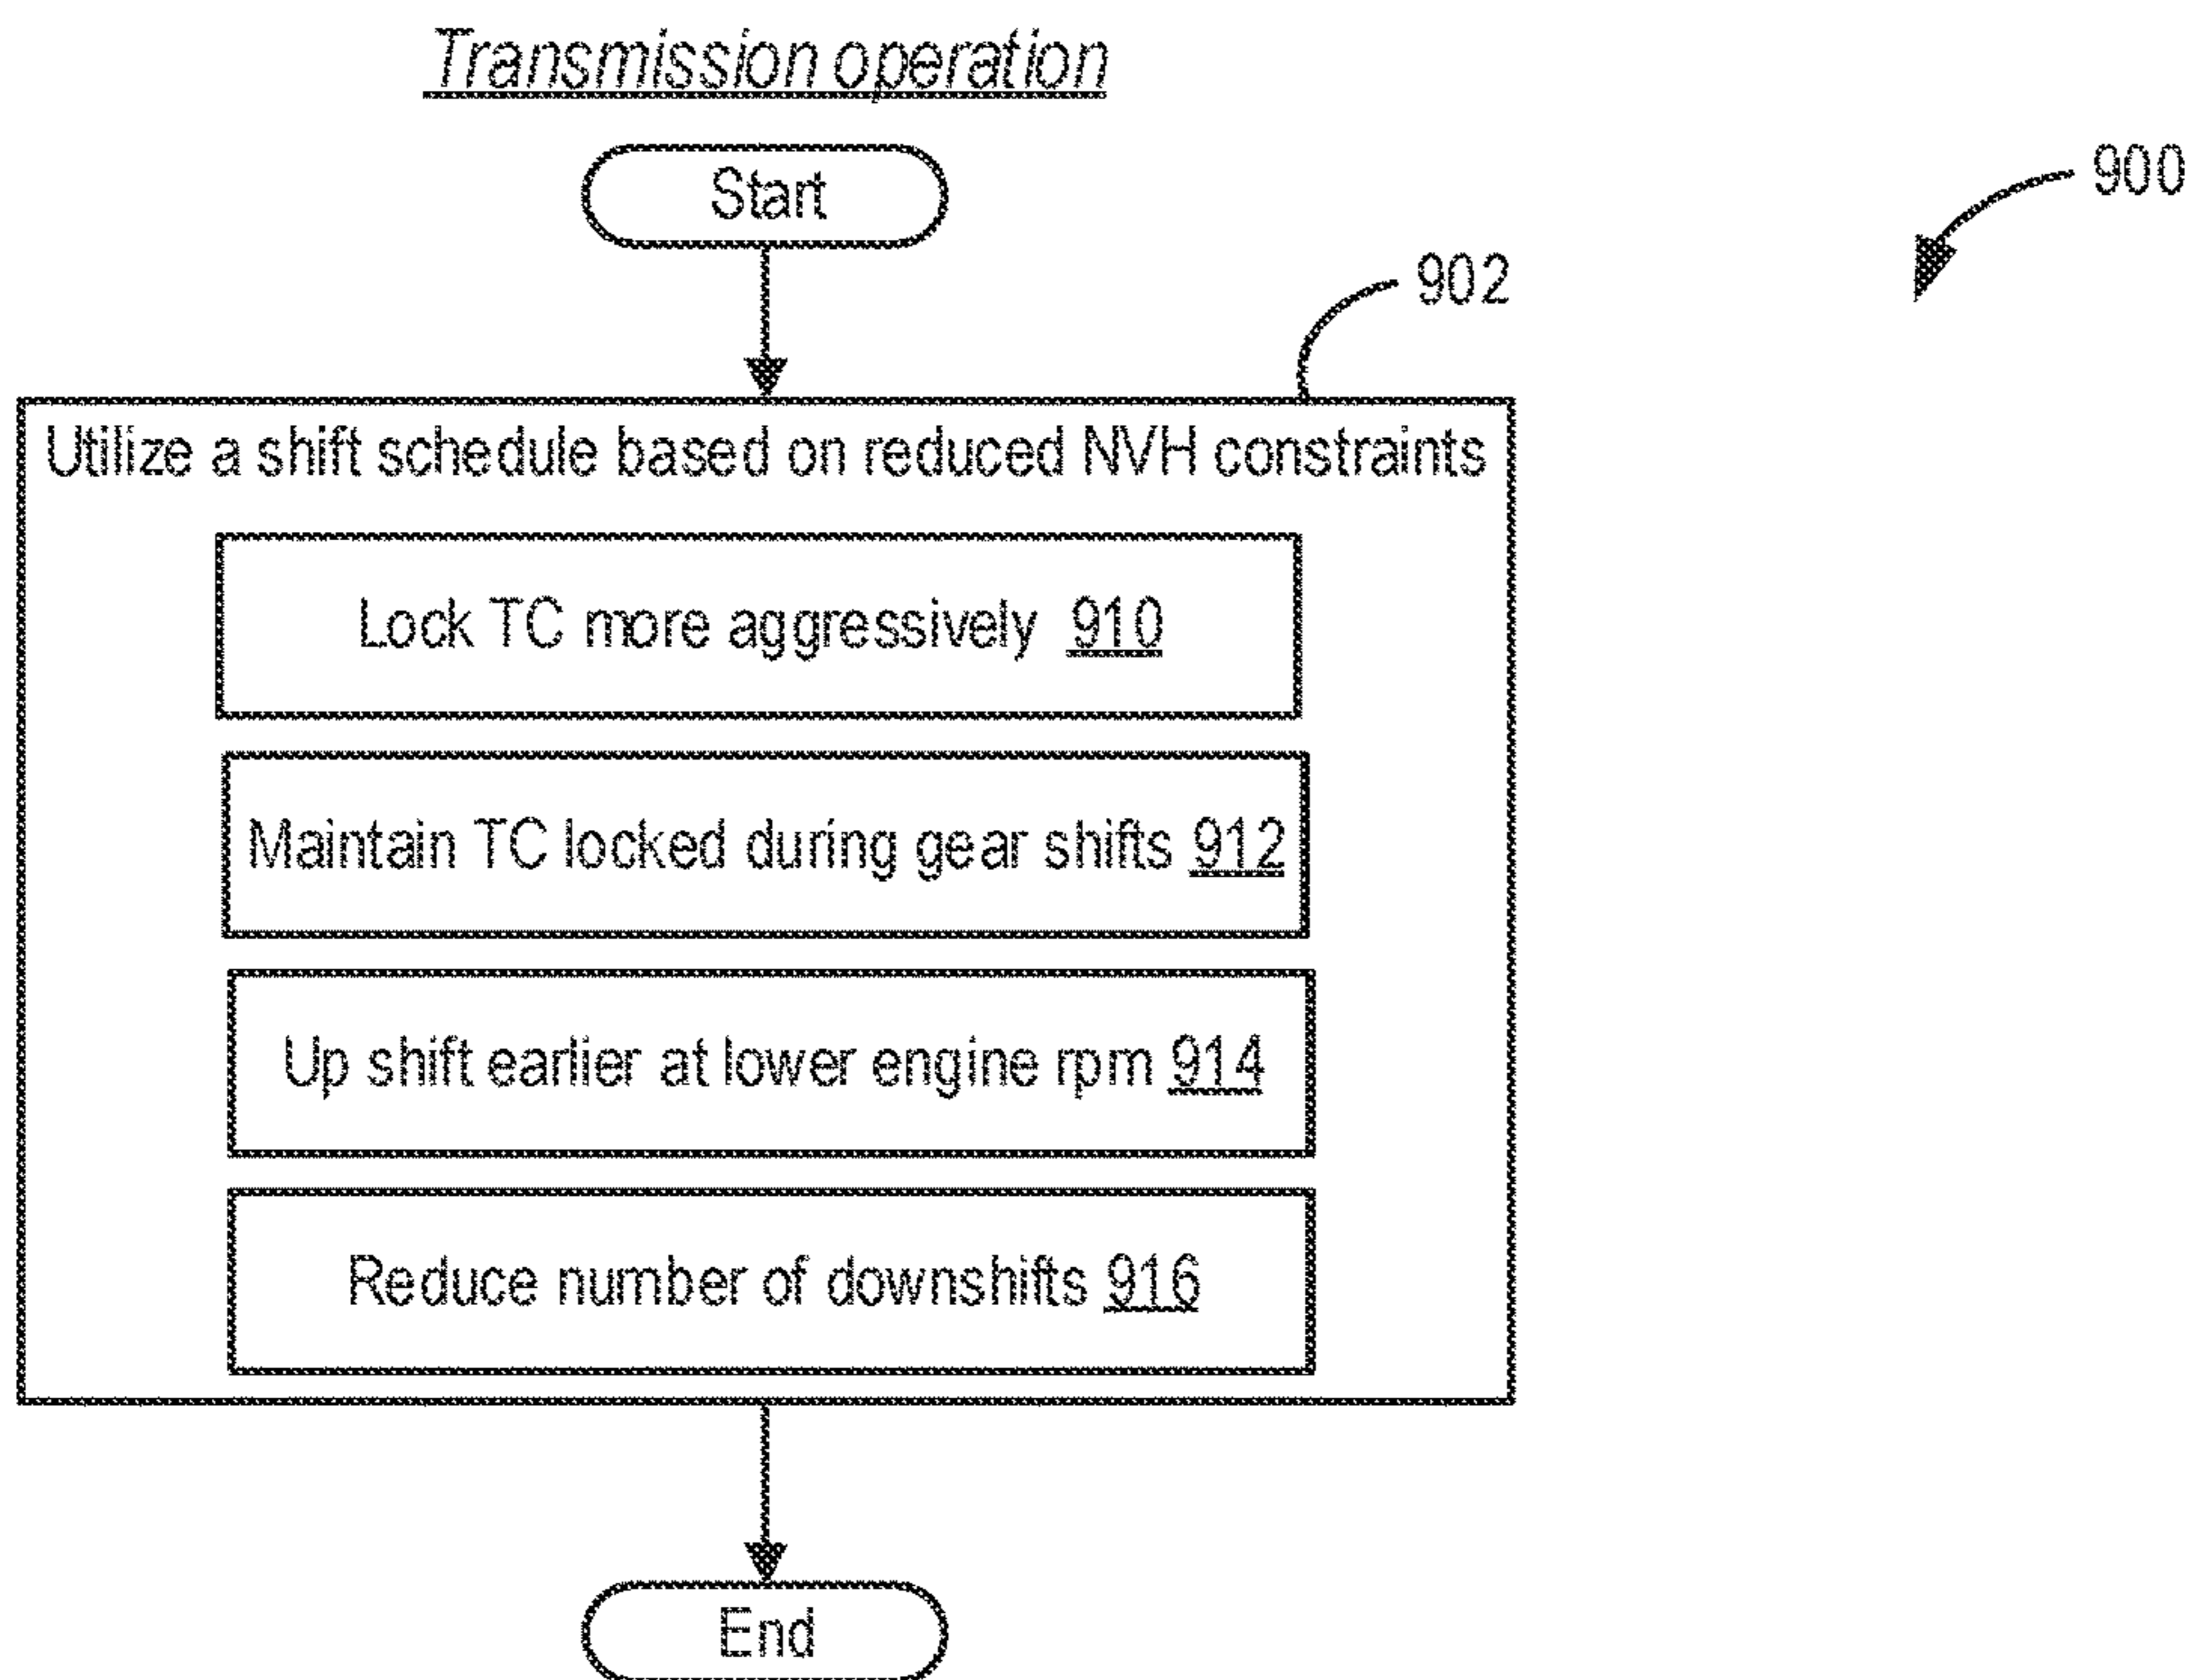 Transmission operation
Start
900
902
Utilize a shift schedule based on reduced NVH constraints
Lock TC more aggressively 910
Maintain TC locked during gear shifts 912
Up shift earlier at lower engine rpm 914
Reduce number of downshifts 916
End